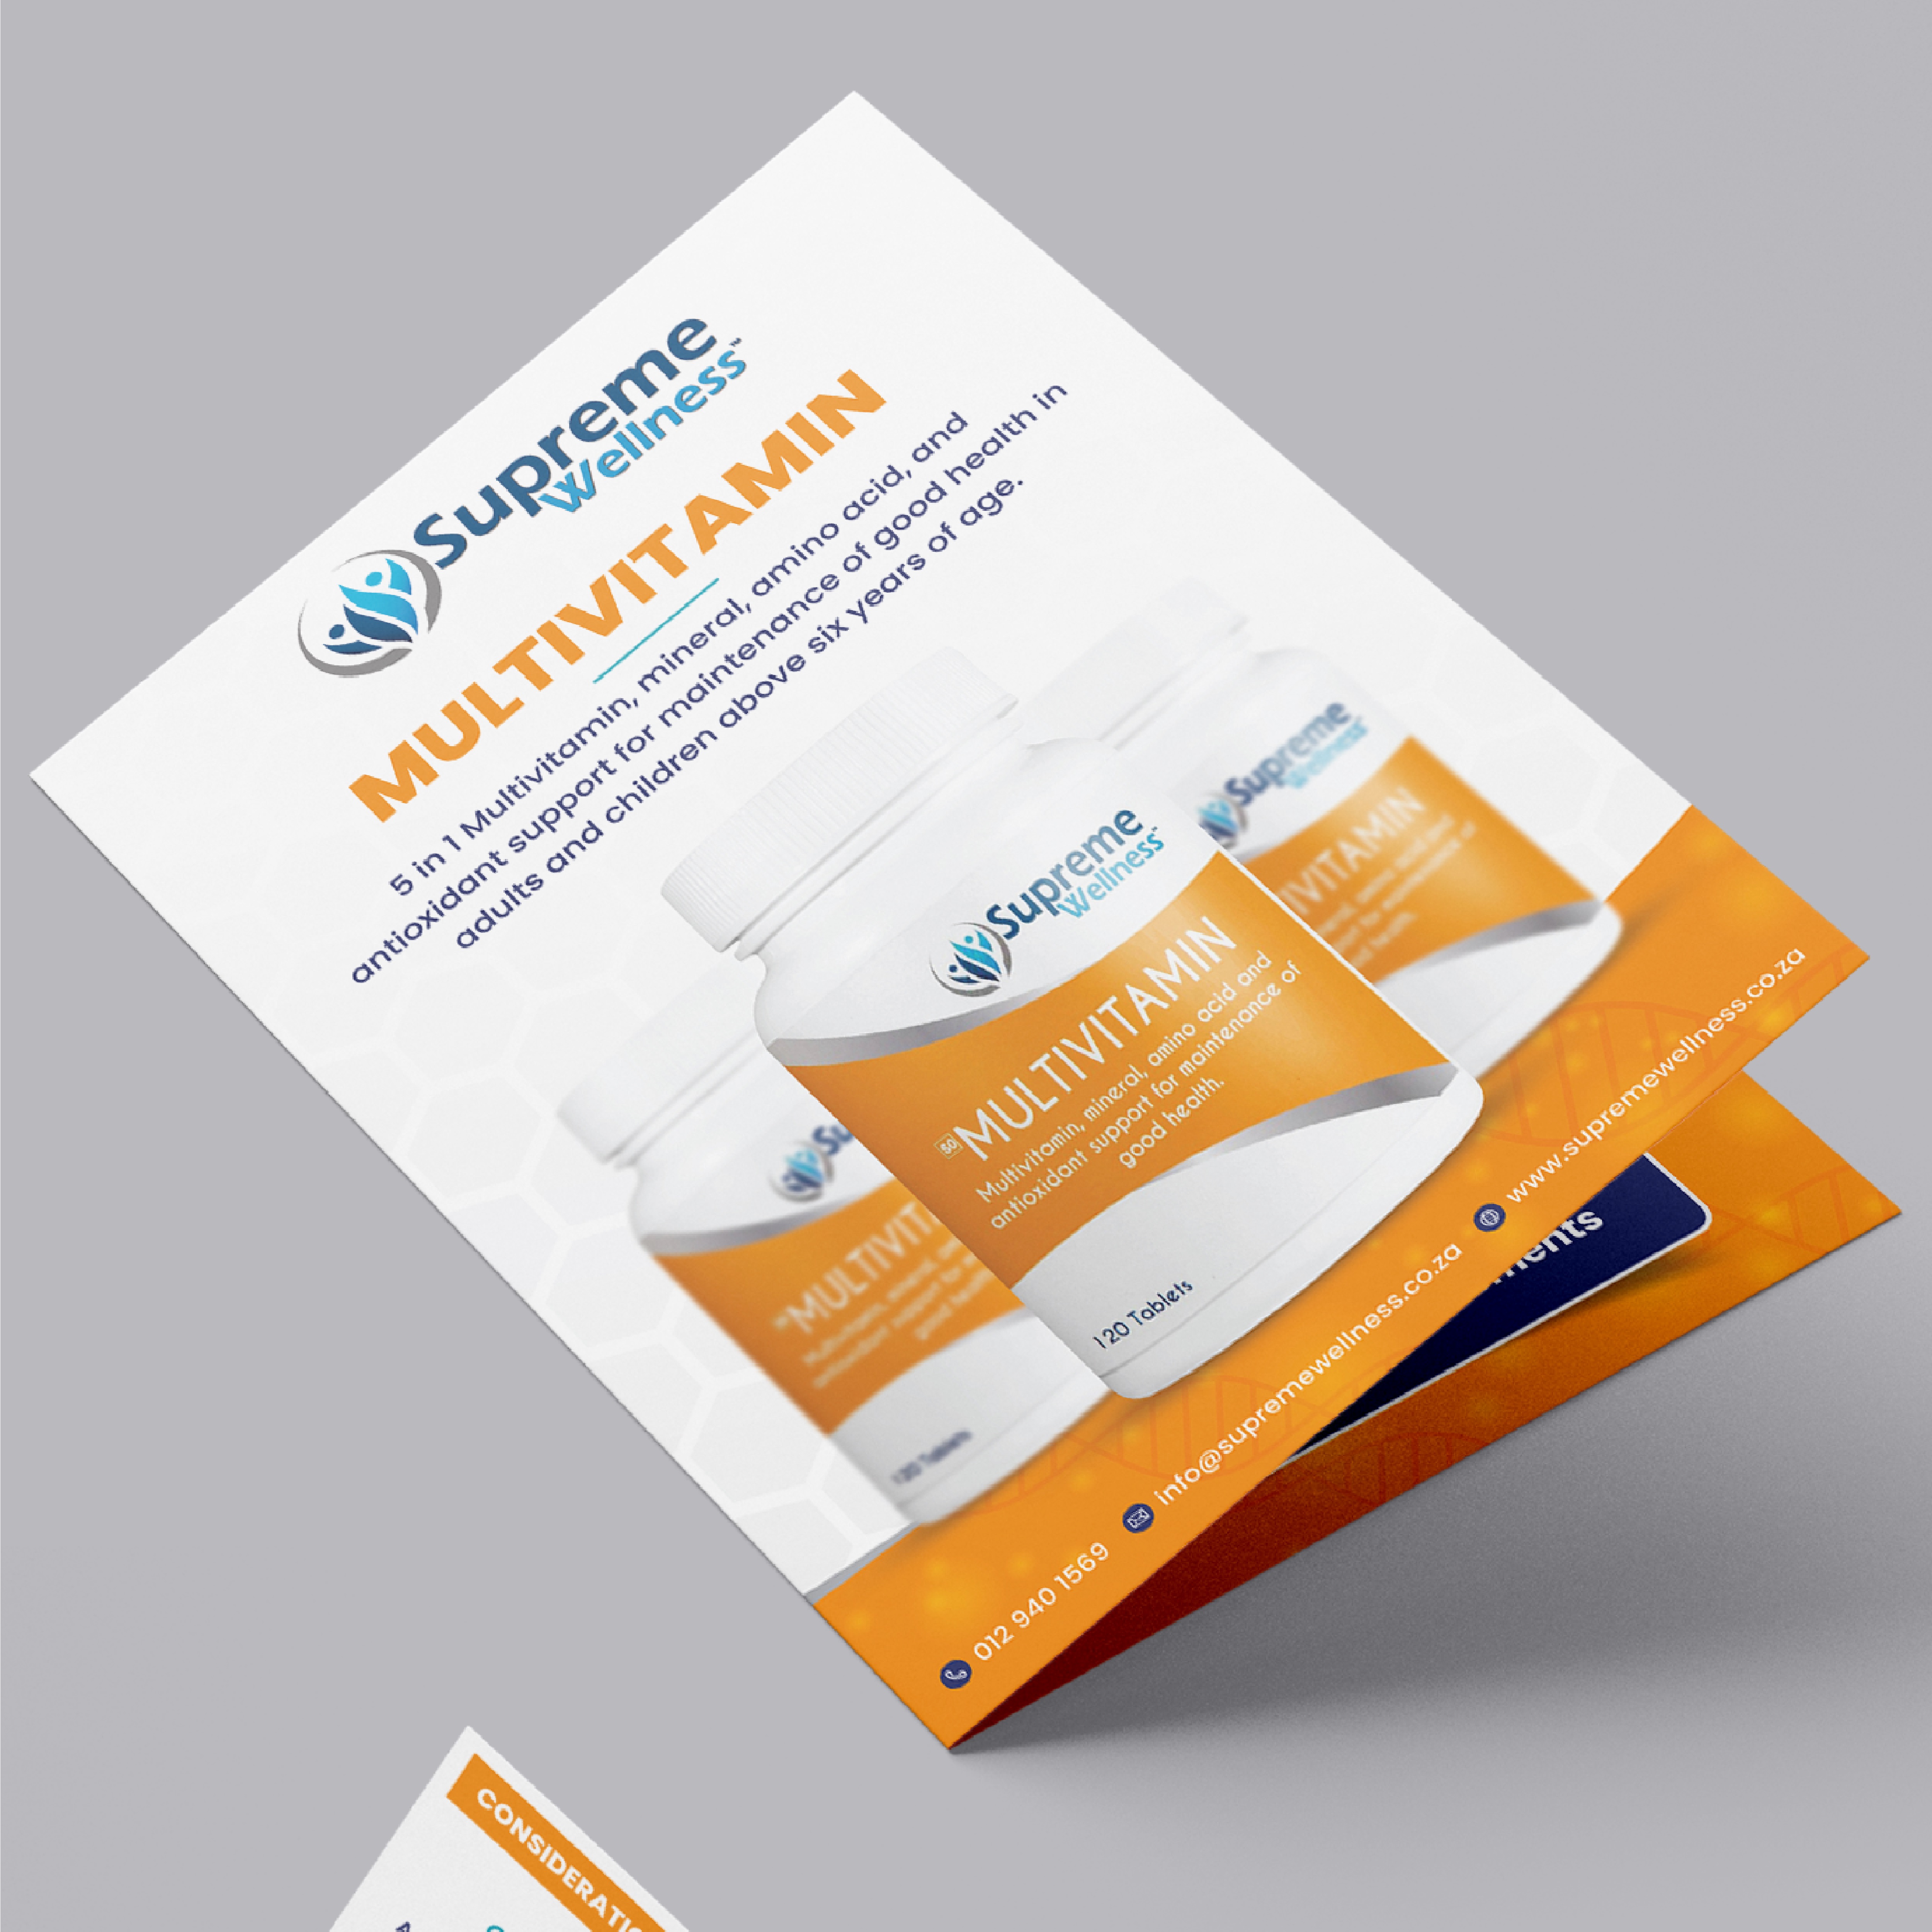 Supreme
Wellness™
MULTIVITAMIN
5 in 1 Multivitamin, mineral, amino acid, and
antioxidant support for maintenance of good health in
adults and children above six years of age.
Supreme
Wellness™
S0 MULTIVITAMIN
Multivitamin, mineral, amino acid and
antioxidant support for maintenance of
good health.
120 Tablets
Supreme
Wellness
120 Tablets
012 940 1569
info@supremewellness.co.za
www.supremewellness.co.za